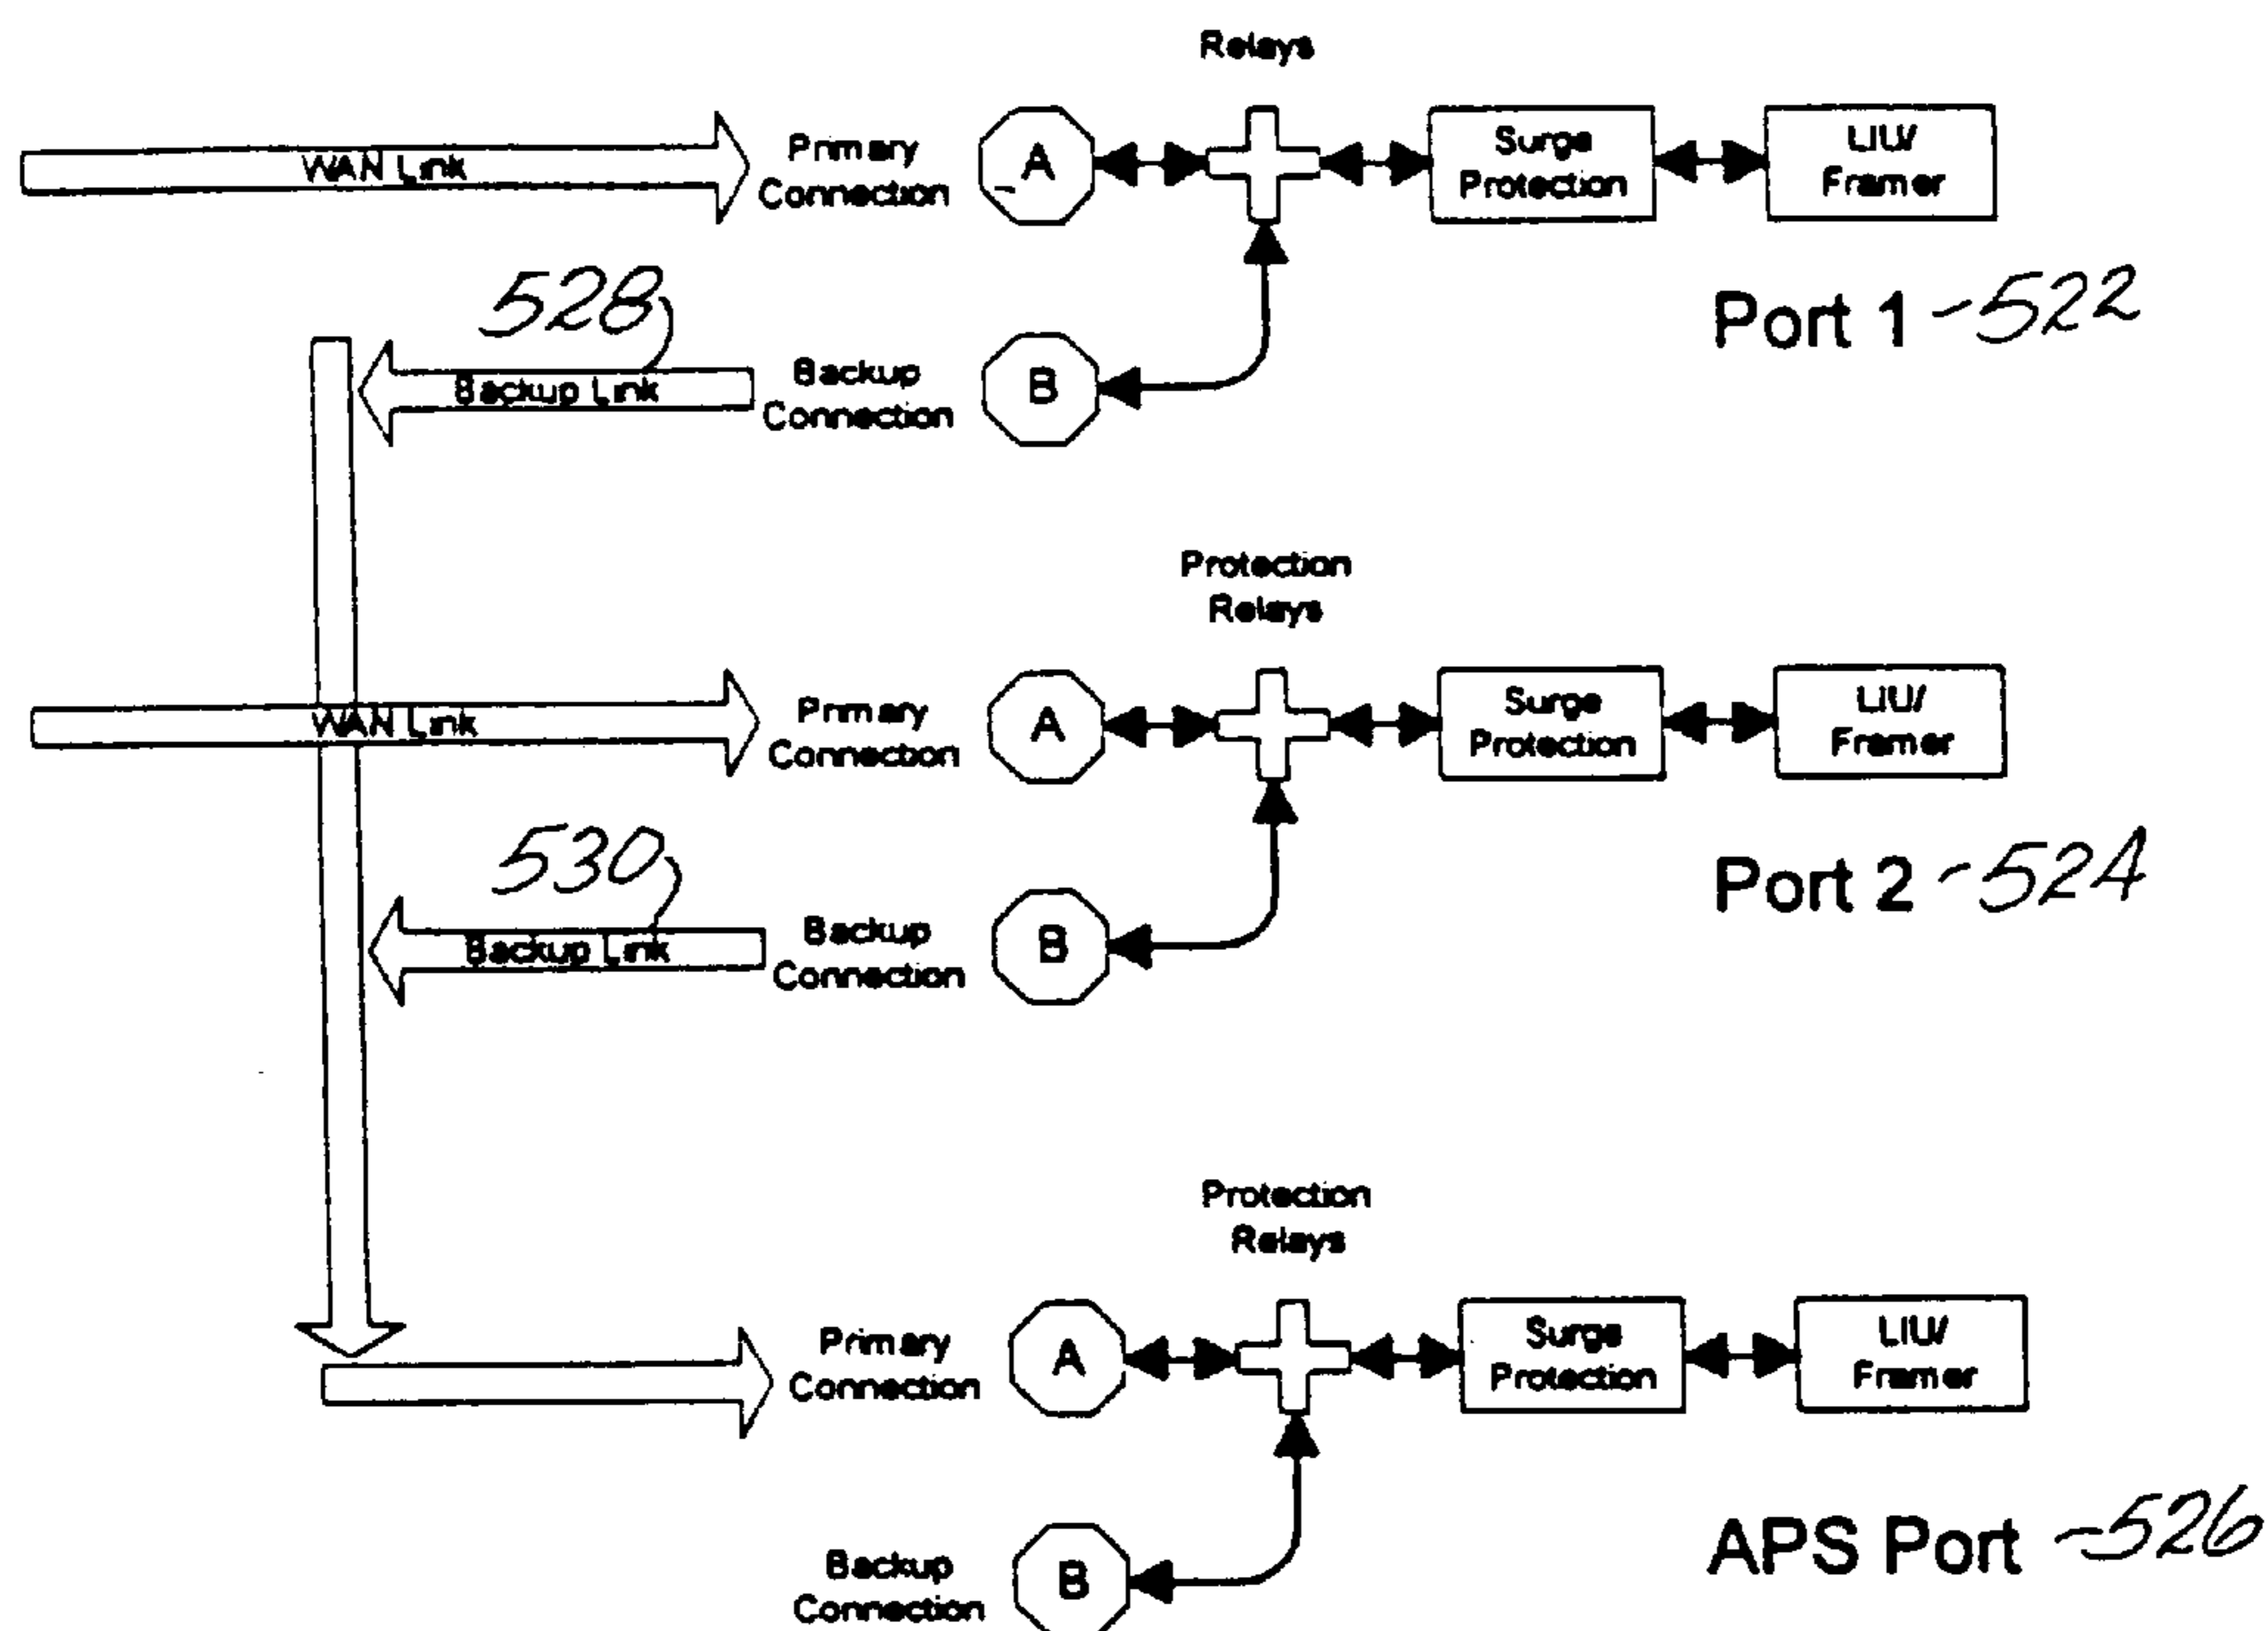 Relays
WAN Link
Primary
Connection
A
Surge
Protection
LIU/
Framer
528
Port 1 -522
Backup Link
Backup
Connection
B
Protection
Relays
WAN Link
Primary
Connection
A
Surge
Protection
LIU/
Framer
530
Port 2 -524
Backup Link
Backup
Connection
B
Protection
Relays
Primary
Connection
A
Surge
Protection
LIU/
Framer
APS Port -526
Backup
Connection
B